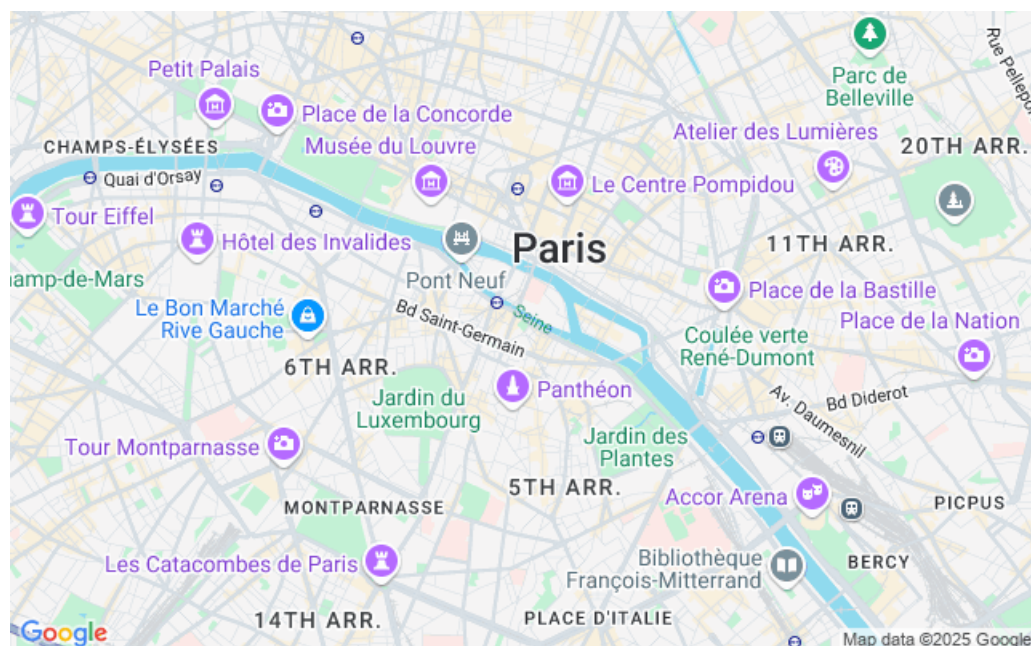 Petit Palais
Place de la Concorde
Parc de
Belleville
Rue Pellepor
CHAMPS-ÉLYSÉES
Musée du Louvre
Atelier des Lumières
20TH ARR.
Quai d'Orsay
Le Centre Pompidou
Tour Eiffel
Hôtel des Invalides
Paris
11TH ARR.
amp-de-Mars
Pont Neuf
Place de la Bastille
Le Bon Marché
Rive Gauche
Bd Saint-Germain
Seine
Place de la Nation
Coulée verte
René-Dumont
6TH ARR.
Jardin du
Luxembourg
Panthéon
Av. Daumesnil
Bd Diderot
Tour Montparnasse
Jardin des
Plantes
5TH ARR.
Accor Arena
MONTPARNASSE
PICPUS
Les Catacombes de Paris
Bibliothèque
François-Mitterrand
BERCY
14TH ARR.
PLACE D'ITALIE
Google
Map data ©2025 Google